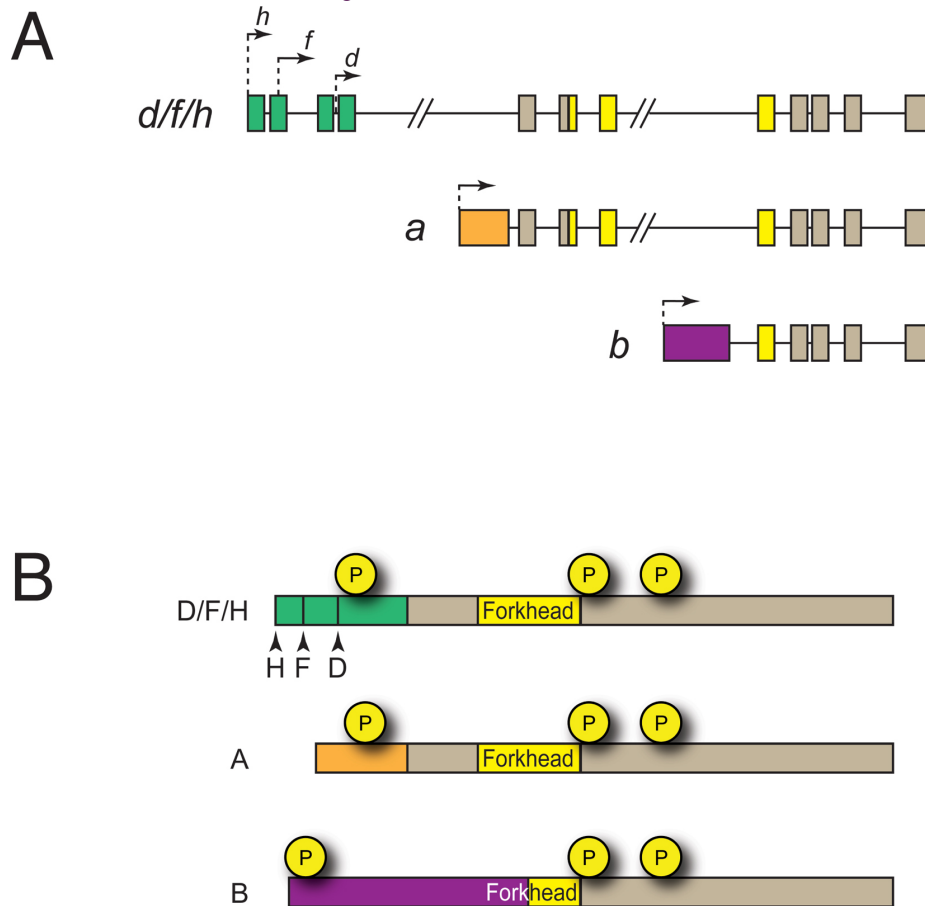 A
h
f
d
d/f/h
a
b
B
P P P
D/F/H Forkhead
H F D
P P P
A Forkhead
P P P
B Forkhead